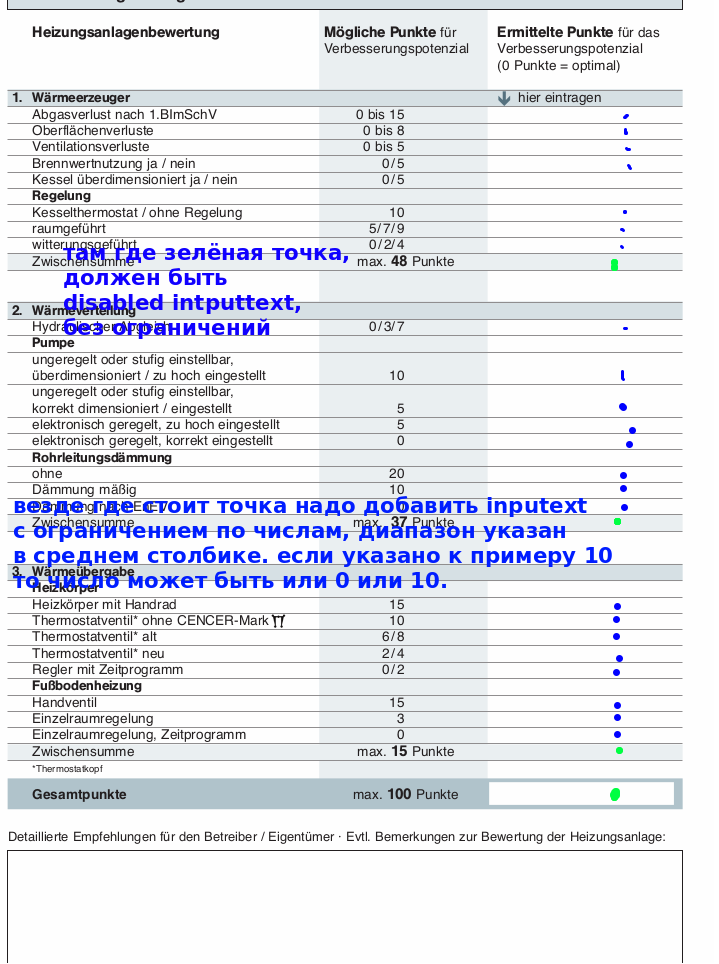 Heizungsanlagenbewertung Mögliche Punkte für Ermittelte Punkte für das
Verbesserungspotenzial Verbesserungspotenzial
(0 Punkte = optimal)
1. Wärmeerzeuger hier eintragen
Abgasverlust nach 1.BImSchV 0 bis 15
Oberflächenverluste 0 bis 8
Ventilationsverluste 0 bis 5
Brennwertnutzung ja / nein 0/5
Kessel überdimensioniert ja / nein 0/5
Regelung
Kesselthermostat / ohne Regelung 10
raumgeführt 5/7/9
witterungsgeführt 0/2/4
там где зелёная точка,
Zwischensumme max. 48 Punkte
должен быть
disabled intputtext,
2. Wärmeverteilung
без ограничений
Hydraulischer Abgleich 0/3/7
Pumpe
ungeregelt oder stufig einstellbar,
überdimensioniert / zu hoch eingestellt 10
ungeregelt oder stufig einstellbar,
korrekt dimensioniert / eingestellt 5
elektronisch geregelt, zu hoch eingestellt 5
elektronisch geregelt, korrekt eingestellt 0
Rohrleitungsdämmung
ohne 20
Dämmung mäßig 10
везде где стоит точка надо добавить inputext
Dämmung nach EnEV
Zwischensumme max. 37 Punkte
с ограничением по числам, диапазон указан
в среднем столбике. если указано к примеру 10
3. Wärmeübergabe
то число может быть или 0 или 10.
Heizkörper
Heizkörper mit Handrad 15
Thermostatventil* ohne CENCER-Mark 10
Thermostatventil* alt 6/8
Thermostatventil* neu 2/4
Regler mit Zeitprogramm 0/2
Fußbodenheizung
Handventil 15
Einzelraumregelung 3
Einzelraumregelung, Zeitprogramm 0
Zwischensumme max. 15 Punkte
*Thermostatkopf
Gesamtpunkte max. 100 Punkte
Detaillierte Empfehlungen für den Betreiber / Eigentümer · Evtl. Bemerkungen zur Bewertung der Heizungsanlage: